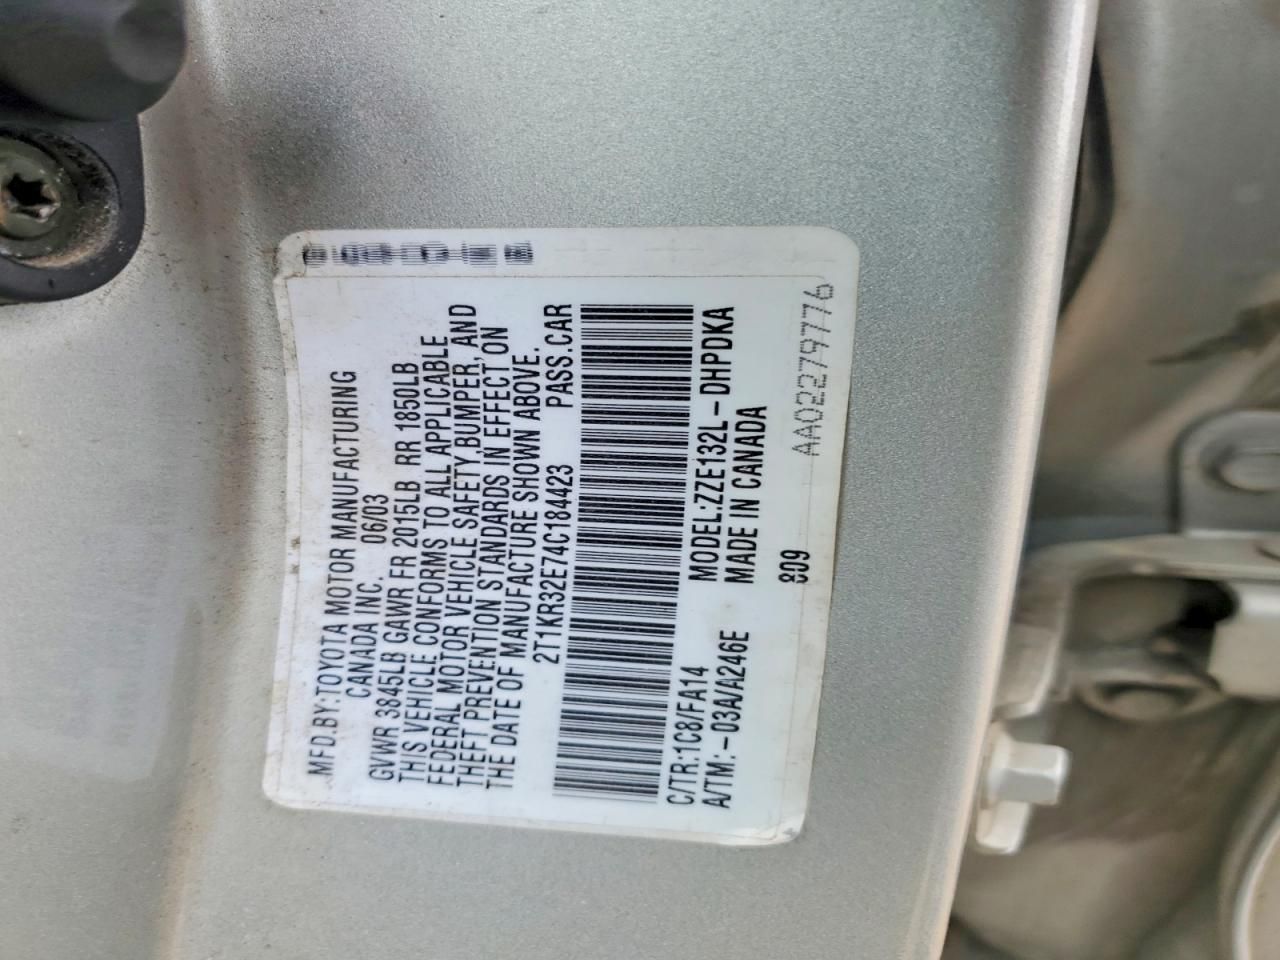 MFD.BY:TOYOTA MOTOR MANUFACTURING
CANADA INC. 06/03
GVWR 3845LB GAWR FR 2015LB RR 1850LB
THIS VEHICLE CONFORMS TO ALL APPLICABLE
FEDERAL MOTOR VEHICLE SAFETY,BUMPER, AND
THEFT PREVENTION STANDARDS IN EFFECT ON
THE DATE OF MANUFACTURE SHOWN ABOVE.
2T1KR32E74C184423 PASS.CAR
C/TR:1C8/FA14 MODEL:ZZE132L-DHPDKA
A/TM:-03A/A246E MADE IN CANADA
809
AA02279776